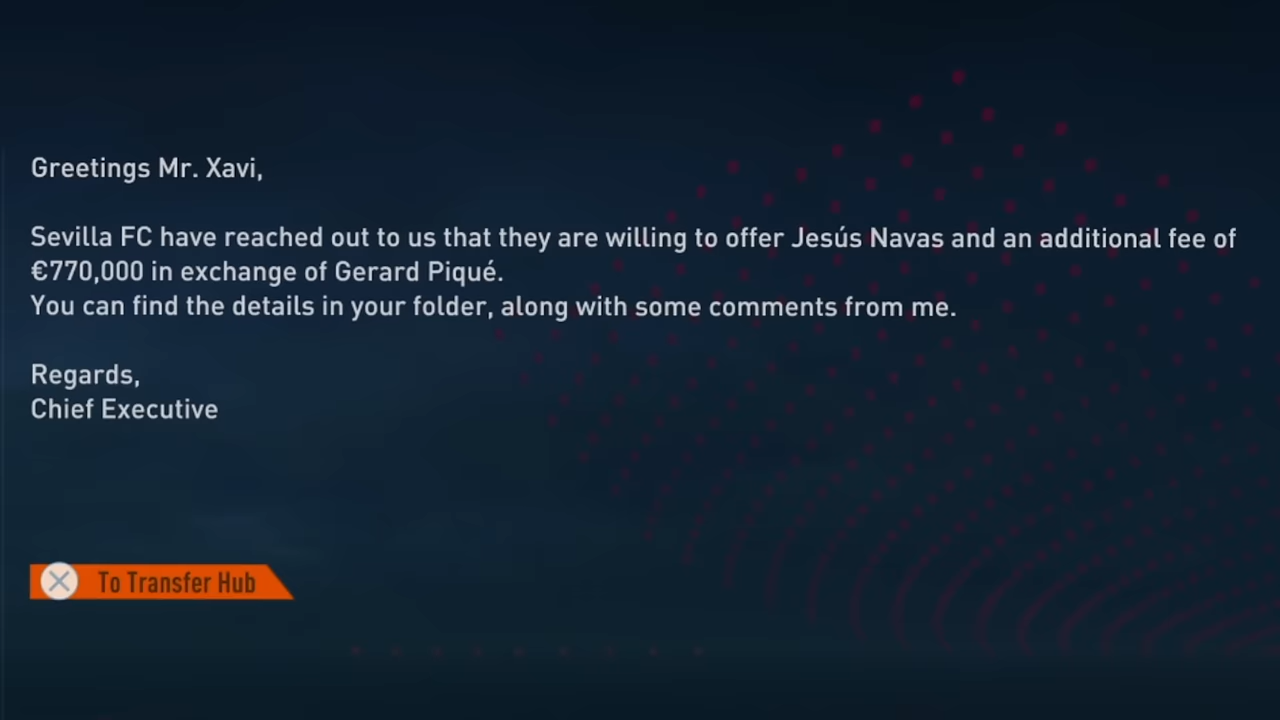 Greetings Mr. Xavi,
Sevilla FC have reached out to us that they are willing to offer Jesús Navas and an additional fee of
€770,000 in exchange of Gerard Piqué.
You can find the details in your folder, along with some comments from me.
Regards,
Chief Executive
To Transfer Hub